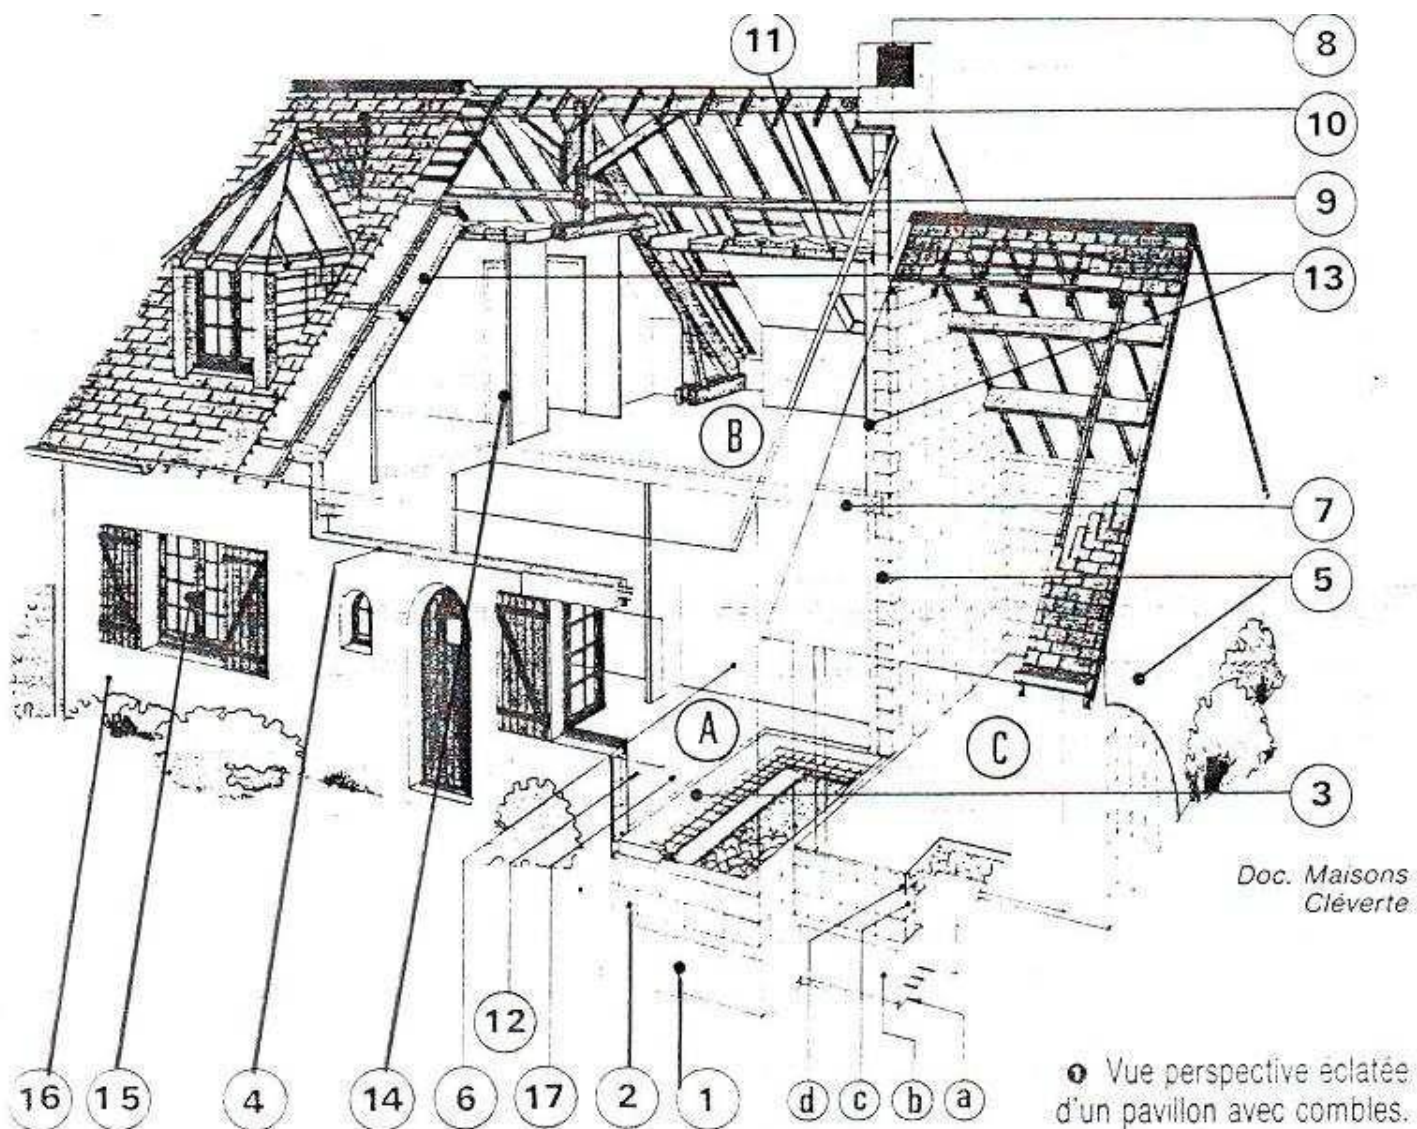 11
8
10
9
13
B
7
5
A
C
3
Doc. Maisons
Cléverte
12
16
15
4
14
6
17
2
1
d
c
b
a
❶ Vue perspective éclatée
d'un pavillon avec combles.